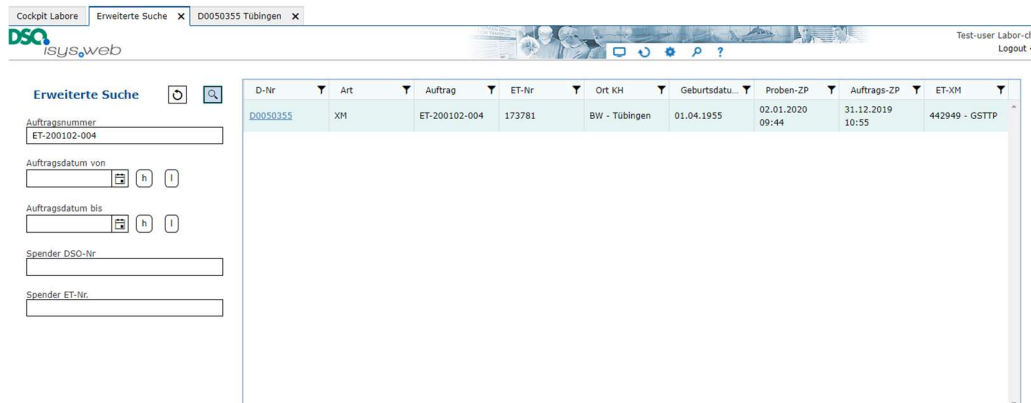 Cockpit Labore Erweiterte Suche X D0050355 Tübingen X
DSO
isys.web
Test-user Labor-ch
Logout
?
Erweiterte Suche
D-Nr Art Auftrag ET-Nr Ort KH Geburtsdatu... Proben-ZP Auftrags-ZP ET-XM
D0050355 XM ET-200102-004 173781 BW - Tübingen 01.04.1955 02.01.2020 09:44 31.12.2019 10:55 442949 - GSTTP
Auftragsnummer
ET-200102-004
Auftragsdatum von
h l
Auftragsdatum bis
h l
Spender DSO-Nr
Spender ET-Nr.